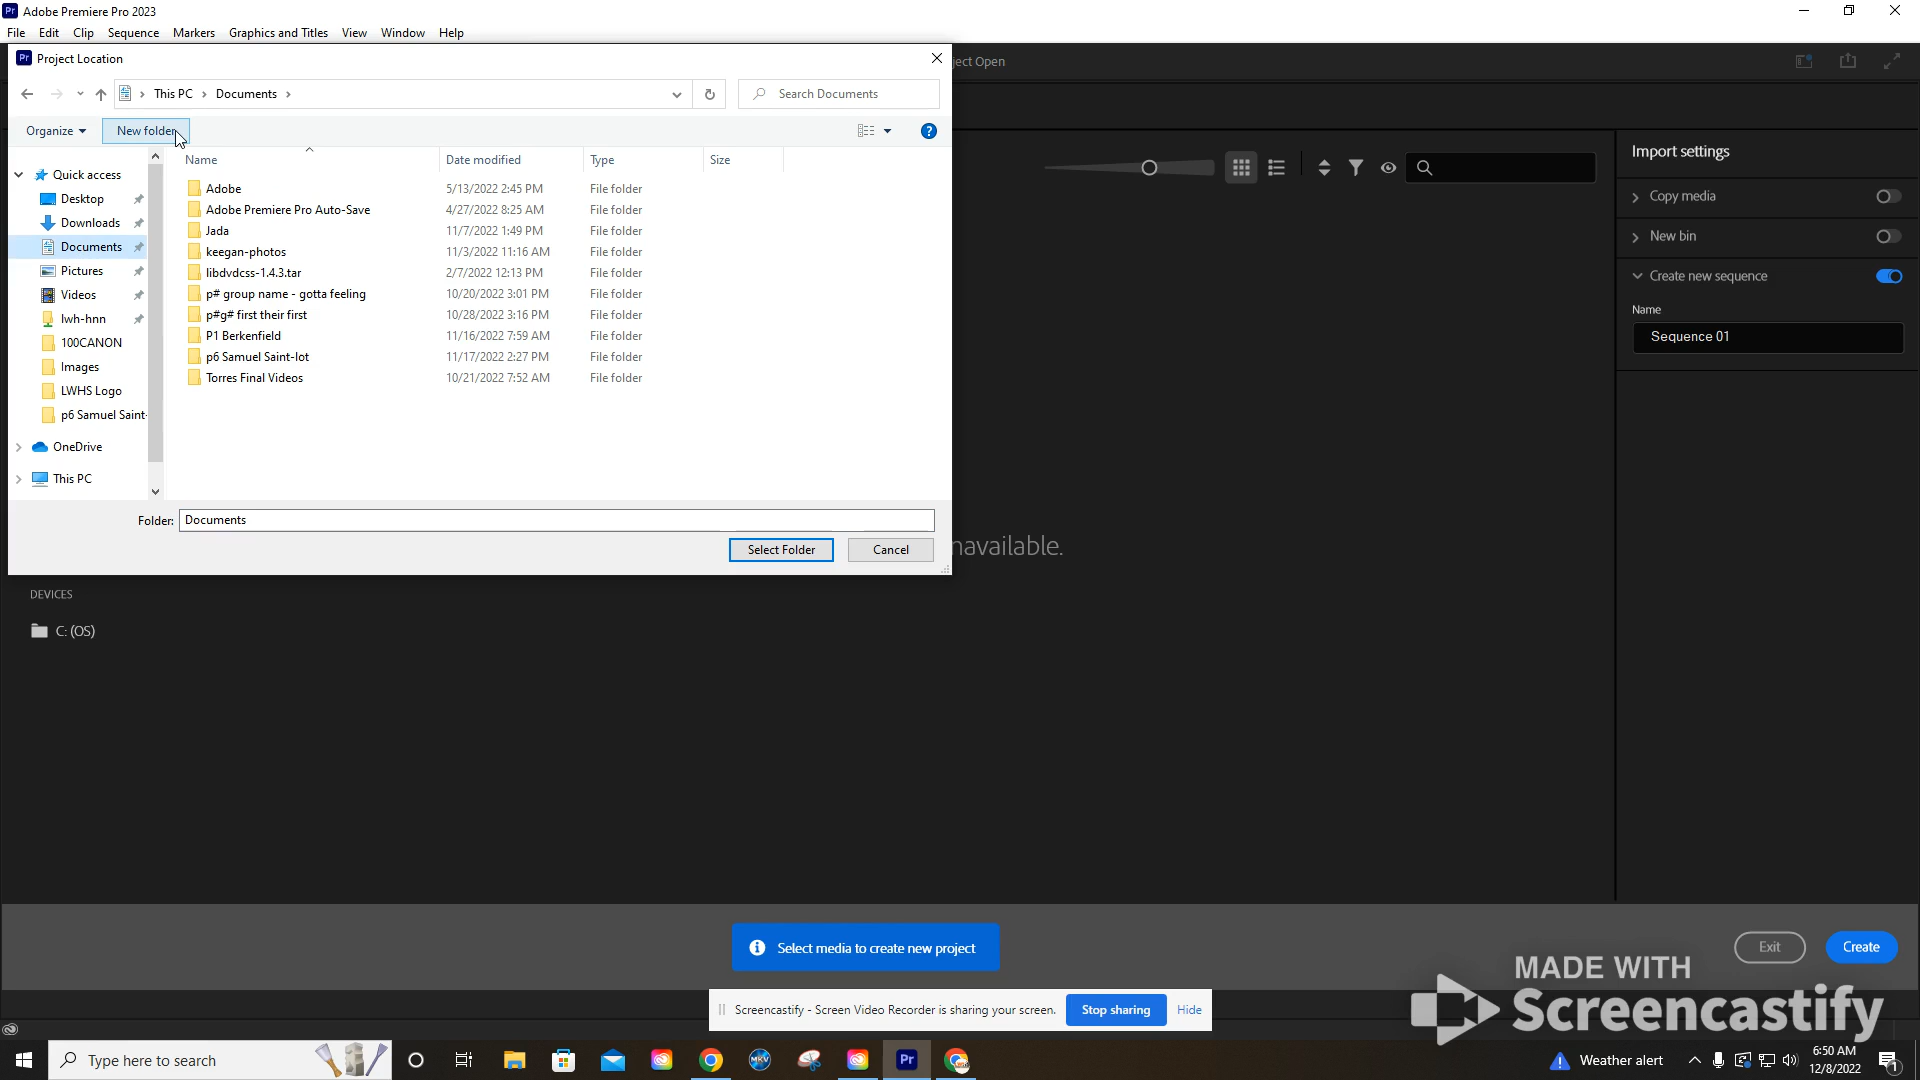 Adobe Premiere Pro 2023
File Edit Clip Sequence Markers Graphics and Titles View Window Help
Project Location
ject Open
This PC > Documents >
Search Documents
Organize
New folder
Name Date modified Type Size
Quick access
Desktop
Downloads
Documents
Pictures
Videos
lwh-hnn
100CANON
Images
LWHS Logo
p6 Samuel Saint-
OneDrive
This PC
Adobe 5/13/2022 2:45 PM File folder
Adobe Premiere Pro Auto-Save 4/27/2022 8:25 AM File folder
Jada 11/7/2022 1:49 PM File folder
keegan-photos 11/3/2022 11:16 AM File folder
libdvdcss-1.4.3.tar 2/7/2022 12:13 PM File folder
p# group name - gotta feeling 10/20/2022 3:01 PM File folder
p#g# first their first 10/28/2022 3:16 PM File folder
P1 Berkenfield 11/16/2022 7:59 AM File folder
p6 Samuel Saint-lot 11/17/2022 2:27 PM File folder
Torres Final Videos 10/21/2022 7:52 AM File folder
Folder: Documents
Select Folder Cancel
navailable.
DEVICES
C: (OS)
Import settings
Copy media
New bin
Create new sequence
Name
Sequence 01
Select media to create new project
Exit
Create
MADE WITH
Screencastify
Screencastify - Screen Video Recorder is sharing your screen.
Stop sharing
Hide
Type here to search
Weather alert
6:50 AM
12/8/2022